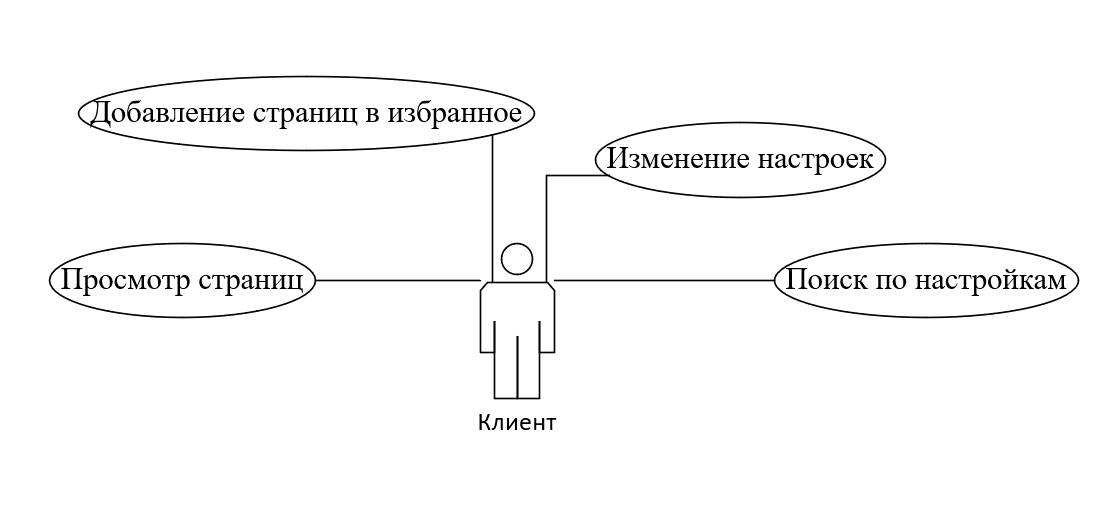 Добавление страниц в избранное
Изменение настроек
Просмотр страниц
Поиск по настройкам
Клиент